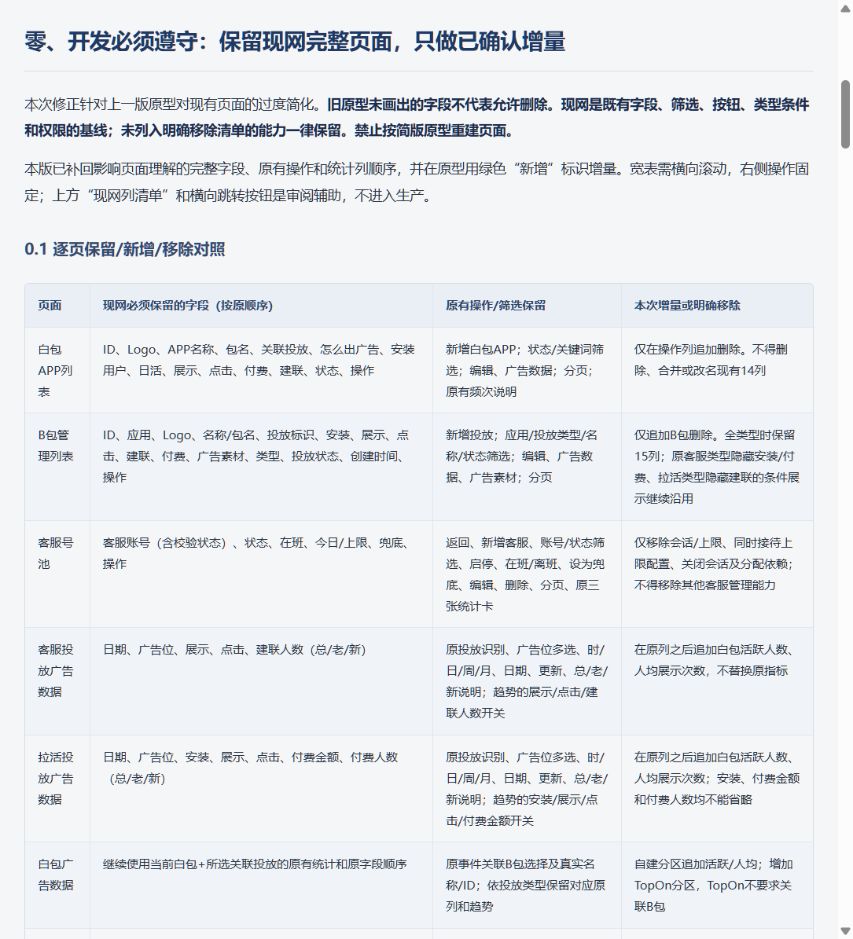 零、开发必须遵守：保留现网完整页面，只做已确认增量
本次修正针对上一版原型对现有页面的过度简化。旧原型未画出的字段不代表允许删除。现网是既有字段、筛选、按钮、类型条件
和权限的基线；未列入明确移除清单的能力一律保留。禁止按简版原型重建页面。
本版已补回影响页面理解的完整字段、原有操作和统计列顺序，并在原型用绿色“新增”标识增量。宽表需横向滚动，右侧操作固
定；上方“现网列清单”和横向跳转按钮是审阅辅助，不进入生产。
0.1 逐页保留/新增/移除对照
页面 现网必须保留的字段（按原顺序） 原有操作/筛选保留 本次增量或明确移除
白包
APP列
表
ID、Logo、APP名称、包名、关联投放、怎么出广告、安装
用户、日活、展示、点击、付费、建联、状态、操作
新增白包APP；状态/关键词筛
选；编辑、广告数据；分页；
原有频次说明
仅在操作列追加删除。不得删
除、合并或改名现有14列
B包管
理列表
ID、应用、Logo、名称/包名、投放标识、安装、展示、点
击、建联、付费、广告素材、类型、投放状态、创建时间、
操作
新增投放；应用/投放类型/名
称/状态筛选；编辑、广告数
据、广告素材；分页
仅追加B包删除。全类型时保留
15列；原客服类型隐藏安装/付
费、拉活类型隐藏建联的条件展
示继续沿用
客服号
池
客服账号（含校验状态）、状态、在班、今日/上限、兜底、
操作
返回、新增客服、账号/状态筛
选、启停、在班/离班、设为兜
底、编辑、删除、分页、原三
张统计卡
仅移除会话/上限、同时接待上
限配置、关闭会话及分配依赖；
不得移除其他客服管理能力
客服投
放广告
数据
日期、广告位、展示、点击、建联人数（总/老/新）
原投放识别、广告位多选、时/
日/周/月、日期、更新、总/老/
新说明；趋势的展示/点击/建
联人数开关
在原列之后追加白包活跃人数、
人均展示次数，不替换原指标
拉活投
放广告
数据
日期、广告位、安装、展示、点击、付费金额、付费人数
（总/老/新）
原投放识别、广告位多选、时/
日/周/月、日期、更新、总/老/
新说明；趋势的安装/展示/点
击/付费金额开关
在原列之后追加白包活跃人数、
人均展示次数；安装、付费金额
和付费人数均不能省略
白包广
告数据
继续使用当前白包+所选关联投放的原有统计和原字段顺序
原事件关联B包选择及真实名
称/ID；依投放类型保留对应原
列和趋势
自建分区追加活跃/人均；增加
TopOn分区，TopOn不要求关
联B包